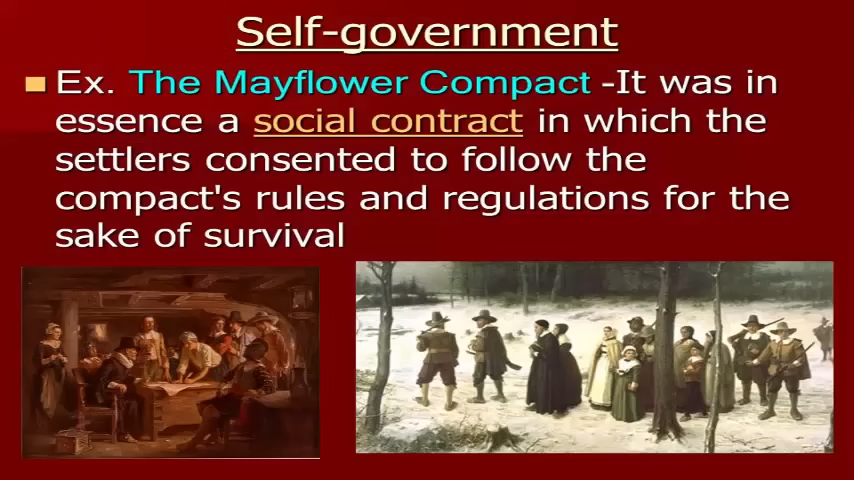 Self-government
Ex. The Mayflower Compact -It was in
essence a social contract in which the
settlers consented to follow the
compact's rules and regulations for the
sake of survival